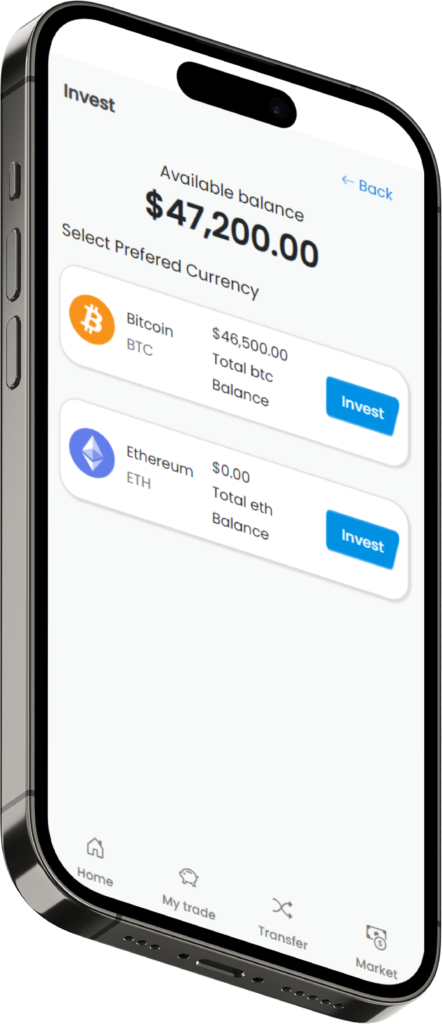 Invest
← Back
Available balance
$47,200.00
Select Prefered Currency
Bitcoin
BTC
$46,500.00
Total btc
Balance
Invest
Ethereum
ETH
$0.00
Total eth
Balance
Invest
Home
My trade
Transfer
Market